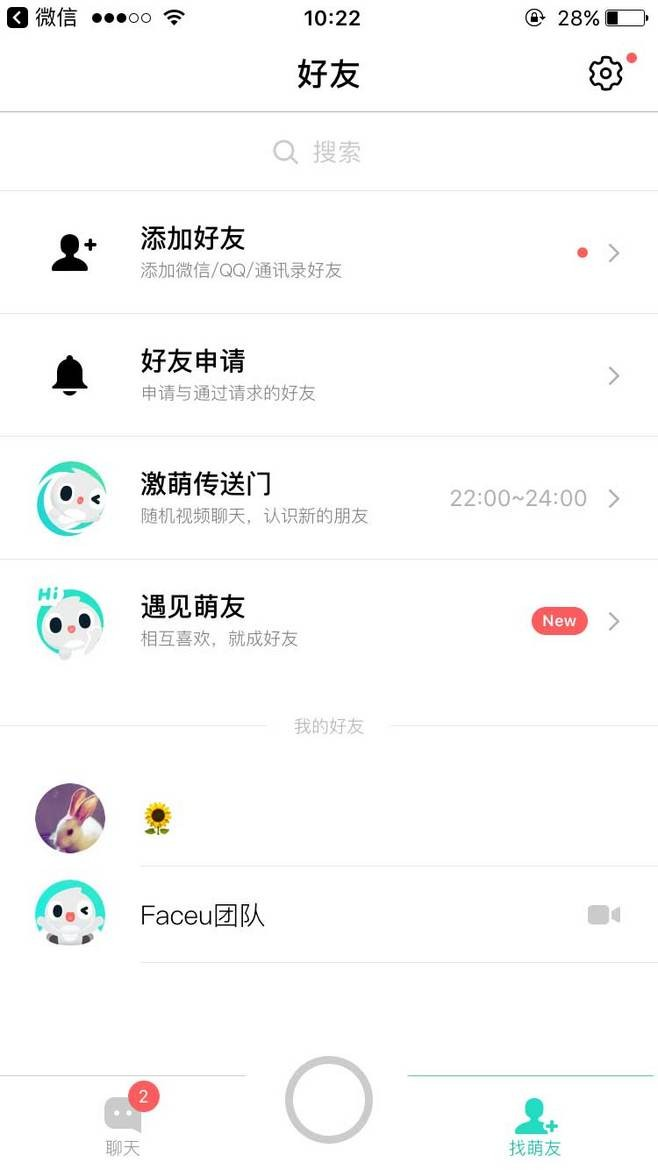 微信 10:22 28%
好友
搜索
添加好友
添加微信/QQ/通讯录好友
好友申请
申请与通过请求的好友
激萌传送门
随机视频聊天，认识新的朋友
22:00~24:00
Hi
遇见萌友
相互喜欢，就成好友
New
我的好友
🌻
Faceu团队
2
聊天
找萌友